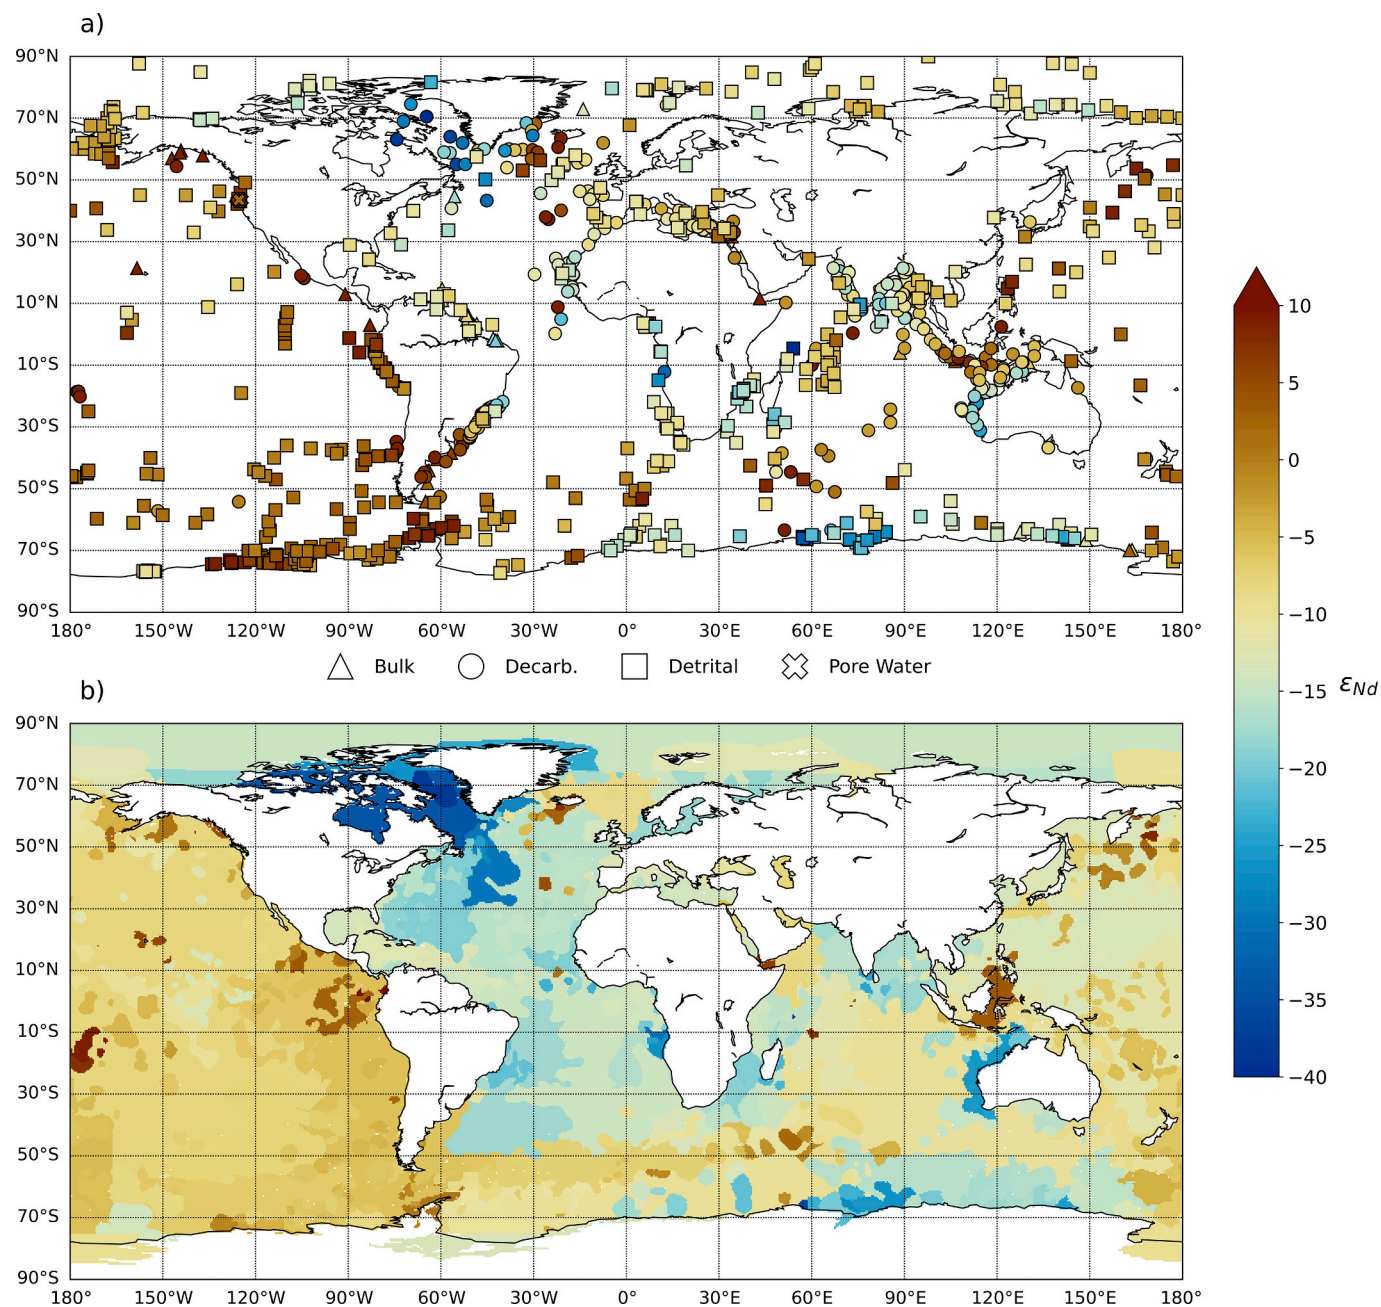 a)
90°N
70°N
50°N
30°N
10°N
10°S
30°S
50°S
70°S
90°S
180° 150°W 120°W 90°W 60°W 30°W 0° 30°E 60°E 90°E 120°E 150°E 180°
Bulk Decarb. Detrital Pore Water
b)
90°N
70°N
50°N
30°N
10°N
10°S
30°S
50°S
70°S
90°S
180° 150°W 120°W 90°W 60°W 30°W 0° 30°E 60°E 90°E 120°E 150°E 180°
10
5
0
−5
−10
−15
−20
−25
−30
−35
−40
εNd